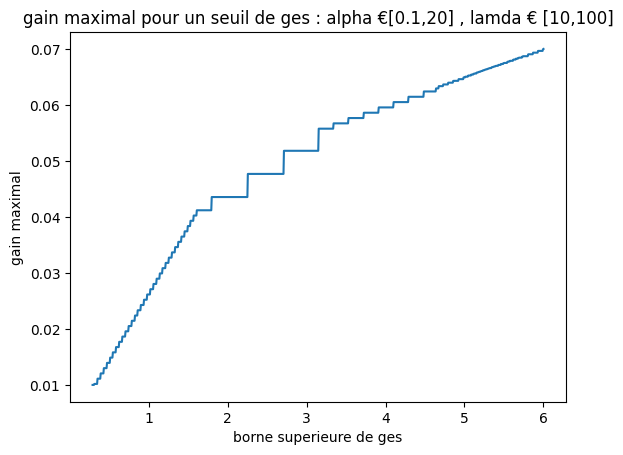 gain maximal pour un seuil de ges : alpha €[0.1,20] , lamda € [10,100]
gain maximal
0.07
0.06
0.05
0.04
0.03
0.02
0.01
1 2 3 4 5 6
borne superieure de ges